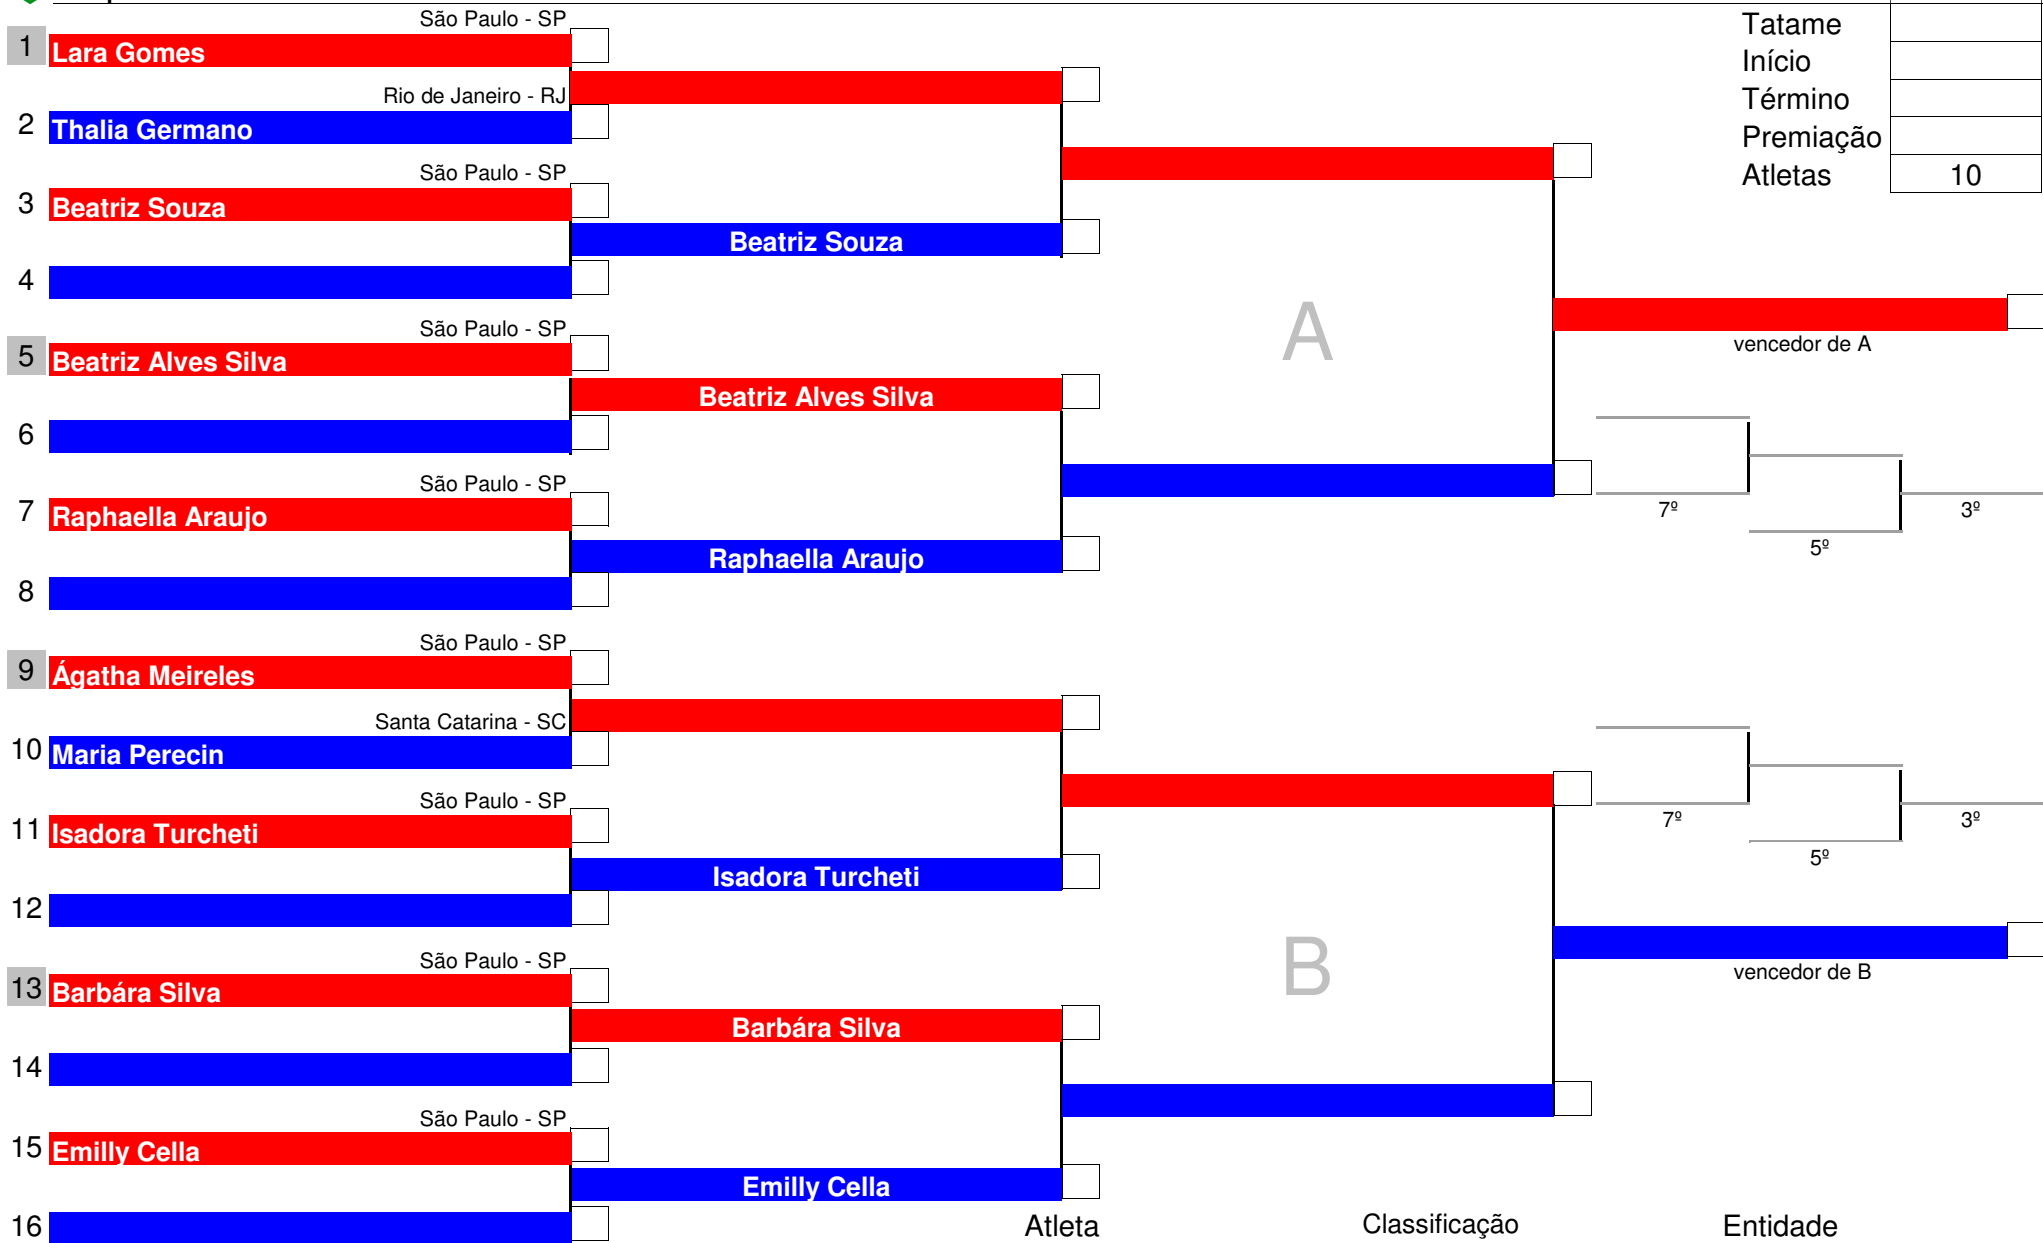 São Paulo - SP
Tatame
1 Lara Gomes
Início
Rio de Janeiro - RJ
Término
2 Thalia Germano
Premiação
São Paulo - SP
Atletas 10
3 Beatriz Souza
Beatriz Souza
4
A
São Paulo - SP
vencedor de A
5 Beatriz Alves Silva
Beatriz Alves Silva
6
São Paulo - SP
7 Raphaella Araujo
7º 3º
5º
Raphaella Araujo
8
São Paulo - SP
9 Ágatha Meireles
Santa Catarina - SC
10 Maria Perecin
São Paulo - SP
11 Isadora Turcheti
7º 3º
5º
Isadora Turcheti
12
São Paulo - SP
B
vencedor de B
13 Barbára Silva
Barbára Silva
14
São Paulo - SP
15 Emilly Cella
Emilly Cella
16
Atleta Classificação Entidade